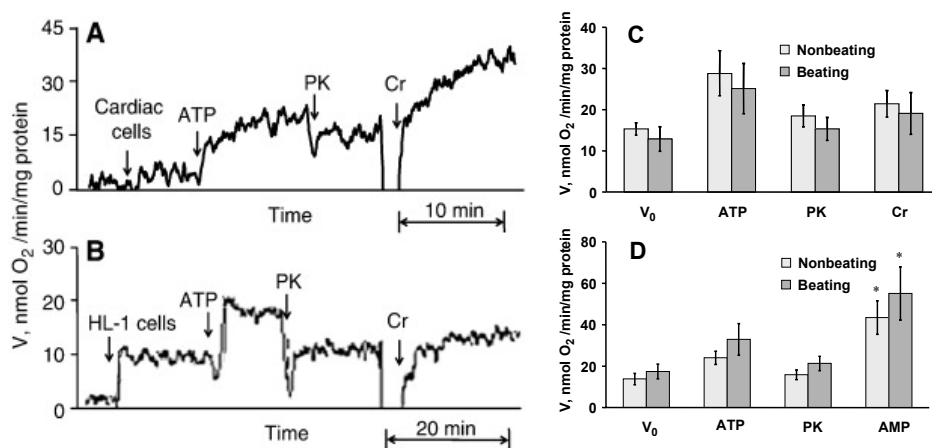 A
V, nmol O2 /min/mg protein
45
30
15
0
Cardiac
cells
ATP
PK
Cr
Time
10 min
B
30
20
10
0
HL-1 cells
ATP
PK
Cr
Time
20 min
C
V, nmol O2 /min/mg protein
40
30
20
10
0
Nonbeating
Beating
V0
ATP
PK
Cr
D
V, nmol O2 /min/mg protein
80
60
40
20
0
Nonbeating
Beating
*
*
V0
ATP
PK
AMP